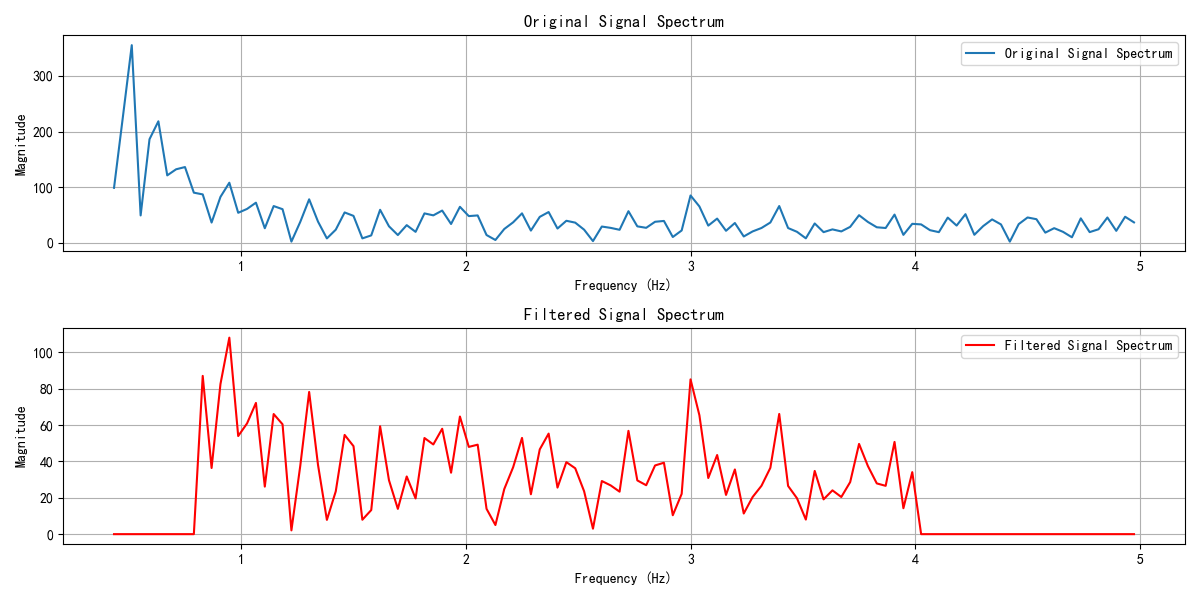 Original Signal Spectrum
Original Signal Spectrum
Magnitude
300
200
100
0
1
2
3
4
5
Frequency (Hz)
Filtered Signal Spectrum
Filtered Signal Spectrum
Magnitude
100
80
60
40
20
0
1
2
3
4
5
Frequency (Hz)